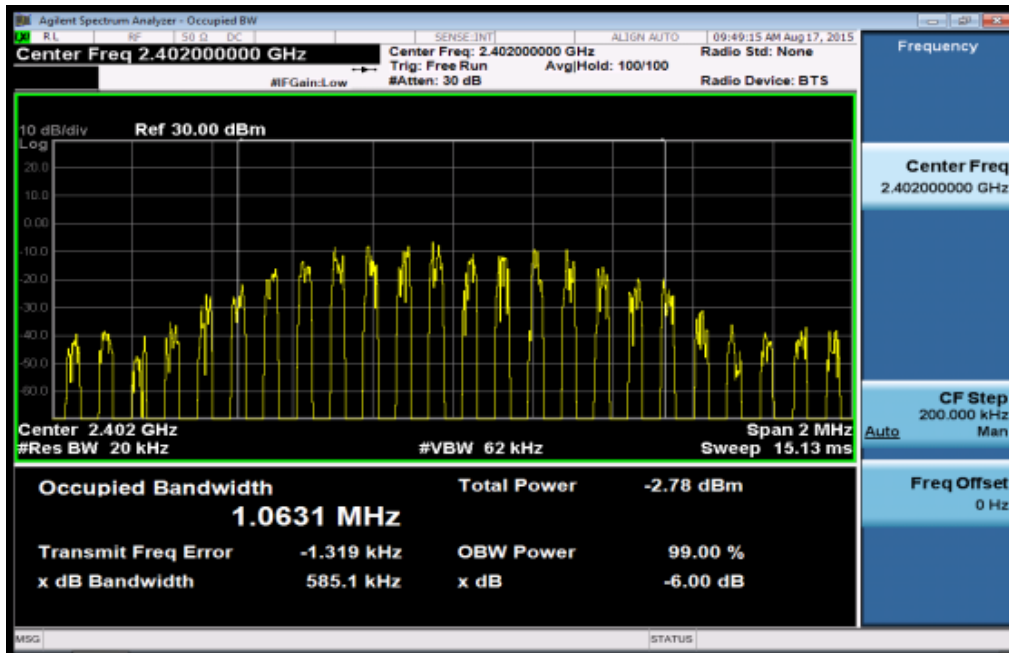 Agilent Spectrum Analyzer - Occupied BW
RL RF 50 Ω DC SENSE:INT ALIGN AUTO 09:49:15 AM Aug 17, 2015
Center Freq 2.402000000 GHz
Center Freq: 2.402000000 GHz
Radio Std: None
Trig: Free Run Avg|Hold: 100/100
#IFGain:Low
#Atten: 30 dB
Radio Device: BTS
10 dB/div Ref 30.00 dBm
Log
20.0
10.0
0.00
-10.0
-20.0
-30.0
-40.0
-50.0
-60.0
Center 2.402 GHz
Span 2 MHz
#Res BW 20 kHz
#VBW 62 kHz
Sweep 15.13 ms
Occupied Bandwidth
Total Power -2.78 dBm
1.0631 MHz
Transmit Freq Error -1.319 kHz
OBW Power 99.00 %
x dB Bandwidth 585.1 kHz
x dB -6.00 dB
MSG
STATUS
Frequency
Center Freq
2.402000000 GHz
CF Step
200.000 kHz
Auto Man
Freq Offset
0 Hz